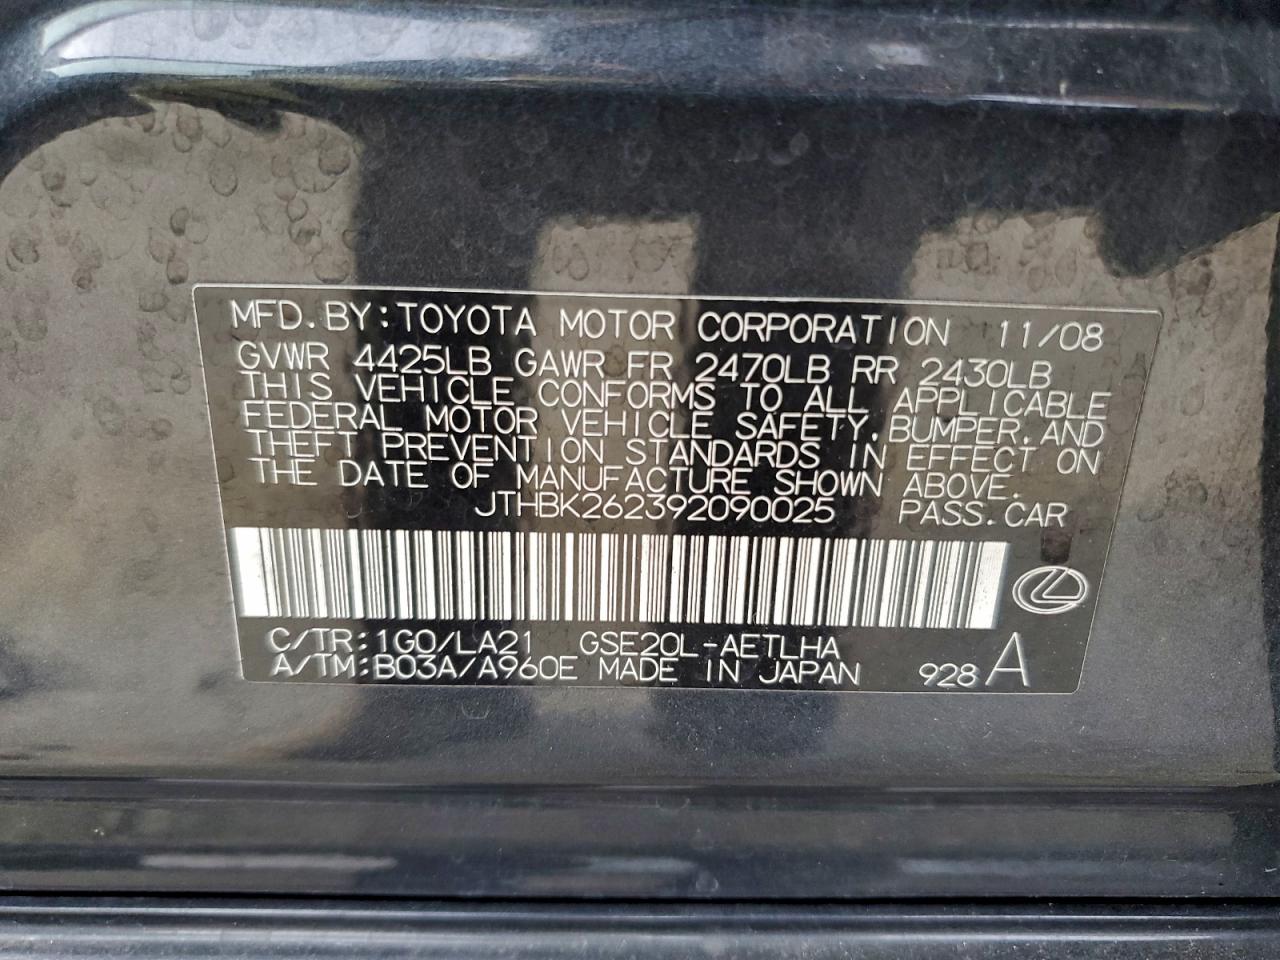 MFD. BY: TOYOTA MOTOR CORPORATION 11/08
GVWR 4425LB GAWR FR 2470LB RR 2430LB
THIS VEHICLE CONFORMS TO ALL APPLICABLE
FEDERAL MOTOR VEHICLE SAFETY, BUMPER, AND
THEFT PREVENTION STANDARDS IN EFFECT ON
THE DATE OF MANUFACTURE SHOWN ABOVE.
JTHBK262392090025 PASS. CAR
C/TR: 1G0/LA21 GSE20L-AETLHA
A/TM: B03A/A960E MADE IN JAPAN 928 A